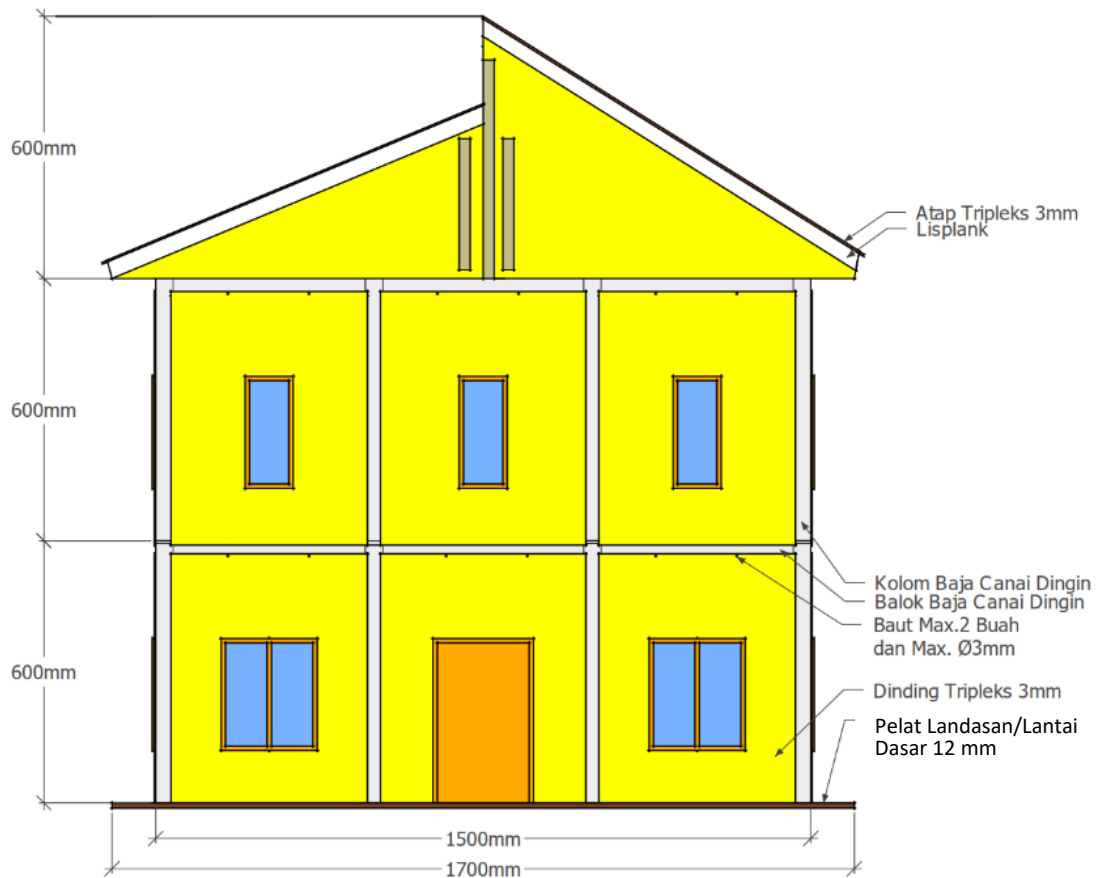 600mm
Atap Tripleks 3mm
Lisplank
600mm
Kolom Baja Canai Dingin
Balok Baja Canai Dingin
Baut Max.2 Buah
dan Max. Ø3mm
600mm
Dinding Tripleks 3mm
Pelat Landasan/Lantai
Dasar 12 mm
1500mm
1700mm